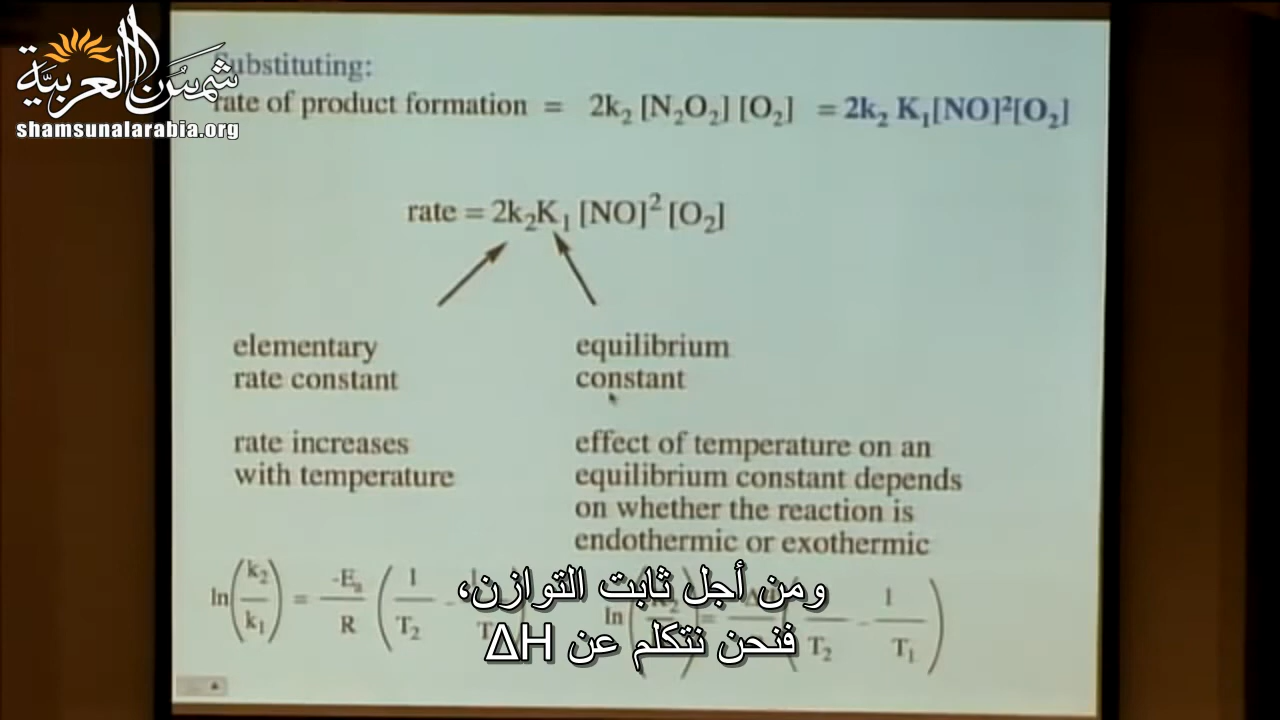 شمس العربية
shamsunalarabia.org
Substituting:
rate of product formation = 2k₂ [N₂O₂] [O₂] = 2k₂ K₁[NO]²[O₂]
rate = 2k₂K₁ [NO]² [O₂]
elementary
rate constant
equilibrium
constant
rate increases
with temperature
effect of temperature on an
equilibrium constant depends
on whether the reaction is
endothermic or exothermic
ln(k₂/k₁) = -Eₐ/R (1/T₂ -
ln = (1/T₂ - 1/T₁)
ومن أجل ثابت التوازن،
فنحن نتكلم عن ΔH